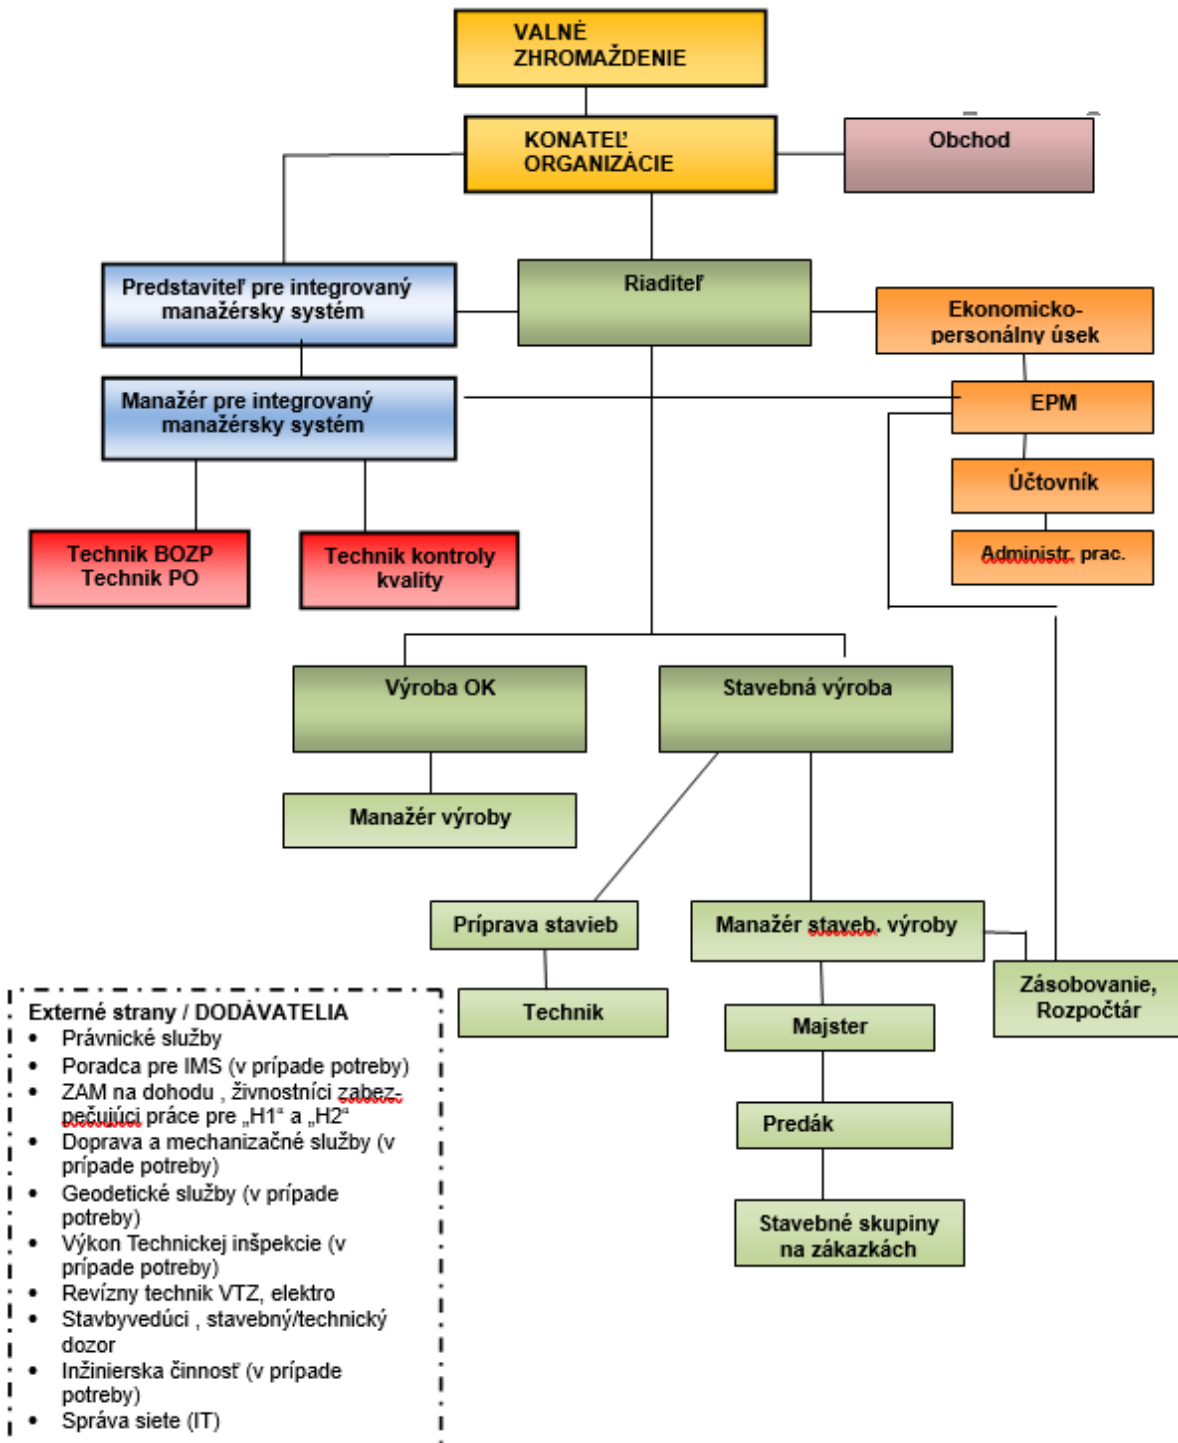 VALNÉ
ZHROMAŽDENIE
KONATEĽ
ORGANIZÁCIE
Obchod
Predstaviteľ pre integrovaný
manažérsky systém
Riaditeľ
Ekonomicko-
personálny úsek
Manažér pre integrovaný
manažérsky systém
EPM
Účtovník
Administr. prac.
Technik BOZP
Technik PO
Technik kontroly
kvality
Výroba OK
Stavebná výroba
Manažér výroby
Príprava stavieb
Manažér staveb. výroby
Zásobovanie,
Rozpočtár
Technik
Majster
Predák
Stavebné skupiny
na zákazkách
Externé strany / DODÁVATELIA
• Právnické služby
• Poradca pre IMS (v prípade potreby)
• ZAM na dohodu , živnostníci zabez-
pečujúci práce pre „H1“ a „H2“
• Doprava a mechanizačné služby (v
prípade potreby)
• Geodetické služby (v prípade
potreby)
• Výkon Technickej inšpekcie (v
prípade potreby)
• Revízny technik VTZ, elektro
• Stavbyvedúci , stavebný/technický
dozor
• Inžinierska činnosť (v prípade
potreby)
• Správa siete (IT)